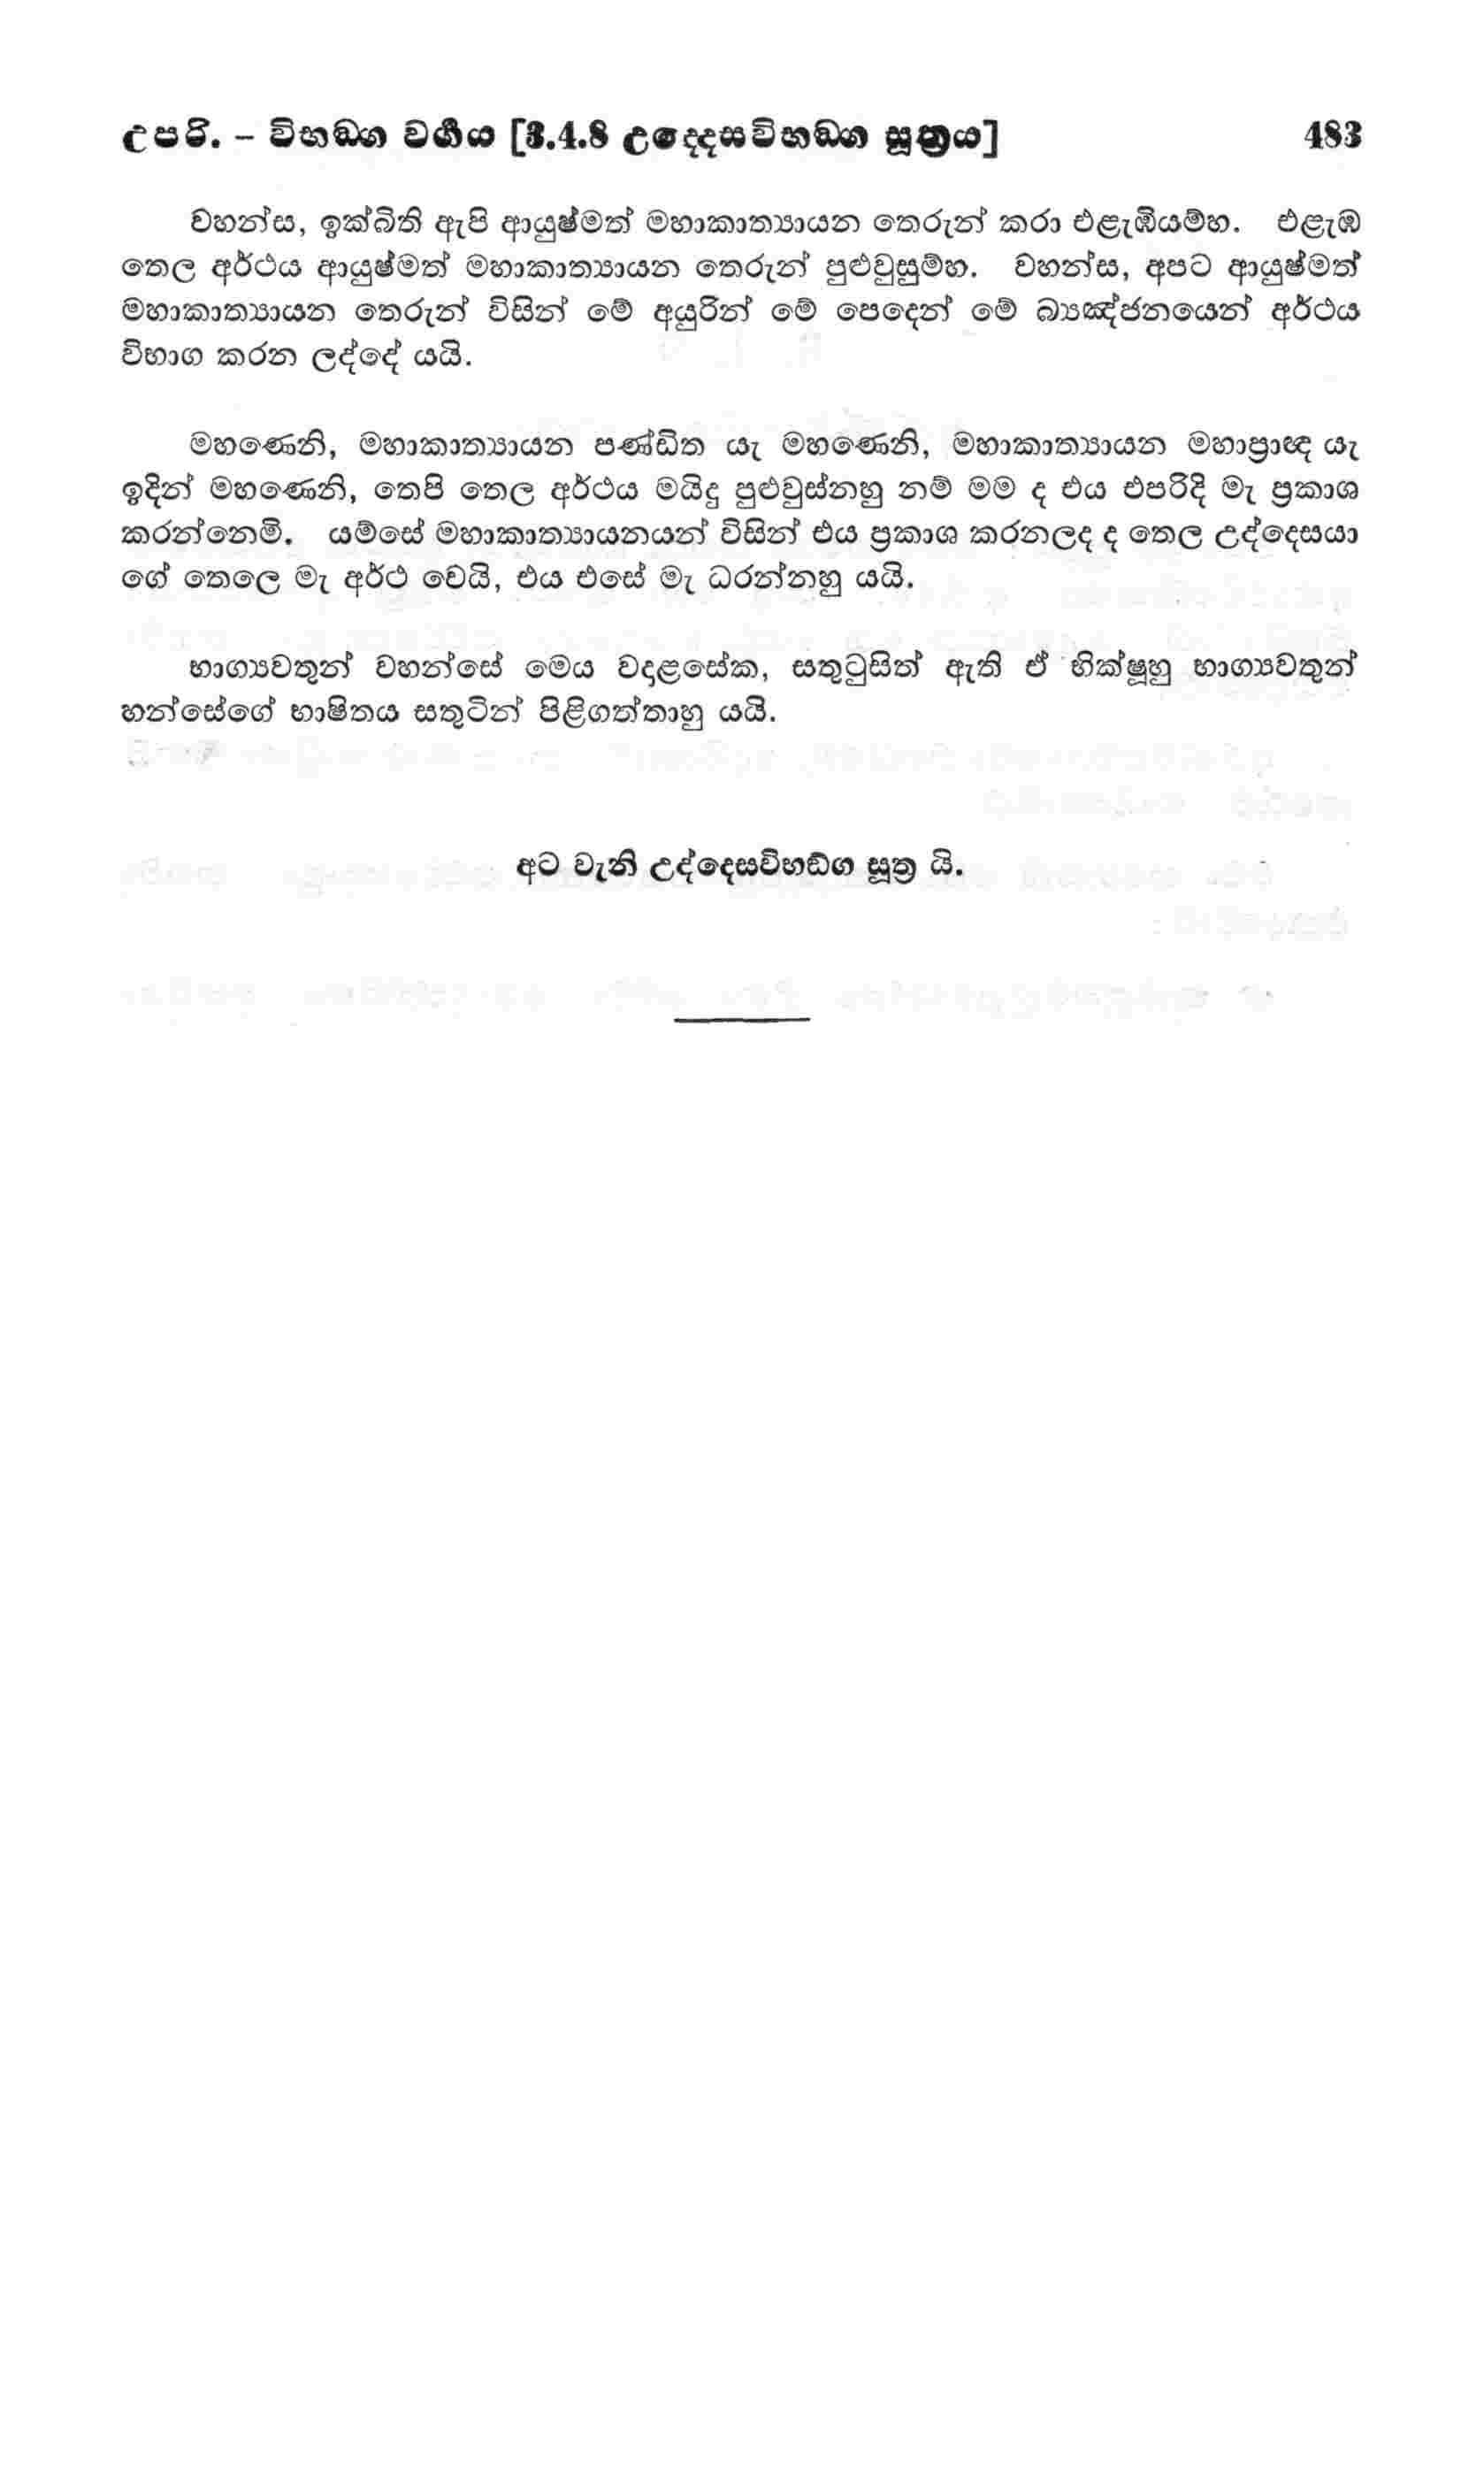 උපරි. – විභඞ්ග වර්ගය [3.4.8 උද්දෙසවිභඞ්ග සූත්‍රය] 483
වහන්ස, ඉක්බිති ඇපි ආයුෂ්මත් මහාකාත්‍යායන තෙරුන් කරා එළැඹියම්හ. එළැඹ
තෙල අර්ථය ආයුෂ්මත් මහාකාත්‍යායන තෙරුන් පුළුවුසුම්හ. වහන්ස, අපට ආයුෂ්මත්
මහාකාත්‍යායන තෙරුන් විසින් මේ අයුරින් මේ පෙදෙන් මේ බ්‍යඤ්ජනයෙන් අර්ථය
විභාග කරන ලද්දේ යයි.
මහණෙනි, මහාකාත්‍යායන පණ්ඩිත යැ මහණෙනි, මහාකාත්‍යායන මහාප්‍රාඥ යැ
ඉදින් මහණෙනි, තෙපි තෙල අර්ථය මයිදු පුළුවුස්නහු නම් මම ද එය එපරිදි මැ ප්‍රකාශ
කරන්නෙමි. යම්සේ මහාකාත්‍යායනයන් විසින් එය ප්‍රකාශ කරනලද ද තෙල උද්දෙසයා
ගේ තෙලෙ මැ අර්ථ වෙයි, එය එසේ මැ ධරන්නහු යයි.
භාග්‍යවතුන් වහන්සේ මෙය වදාළසේක, සතුටුසිත් ඇති ඒ භික්ෂූහු භාග්‍යවතුන්
හන්සේගේ භාෂිතය සතුටින් පිළිගත්තාහු යයි.
අට වැනි උද්දෙසවිභඞ්ග සූත්‍ර යි.